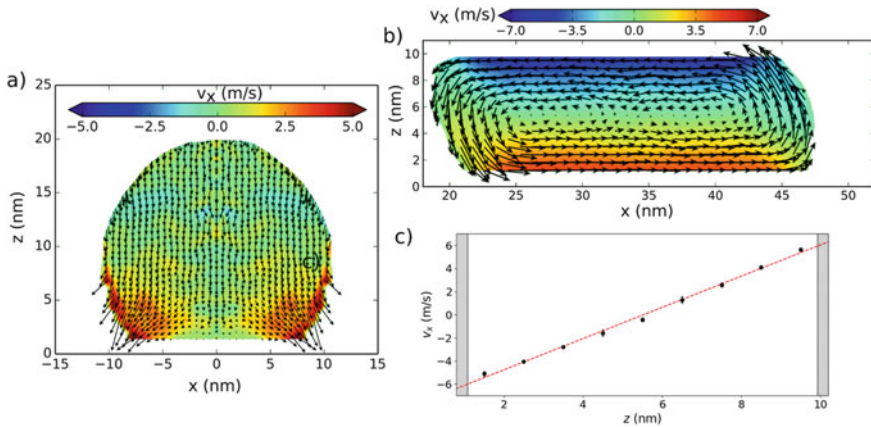 a)
v_x (m/s)
−5.0 −2.5 0.0 2.5 5.0
25
20
15
10
5
0
z (nm)
c)
−15 −10 −5 0 5 10 15
x (nm)
b)
v_x (m/s)
−7.0 −3.5 0.0 3.5 7.0
10
8
6
4
2
0
z (nm)
20 25 30 35 40 45 50
x (nm)
c)
6
4
2
0
−2
−4
−6
v_x (m/s)
2 4 6 8 10
z (nm)